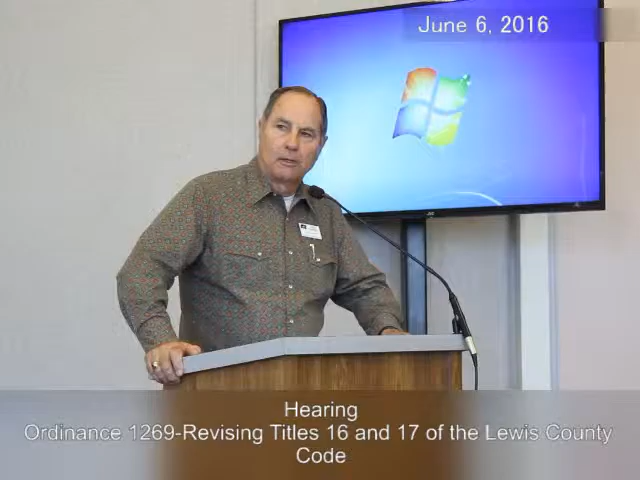 June 6, 2016
Hearing
Ordinance 1269-Revising Titles 16 and 17 of the Lewis County
Code